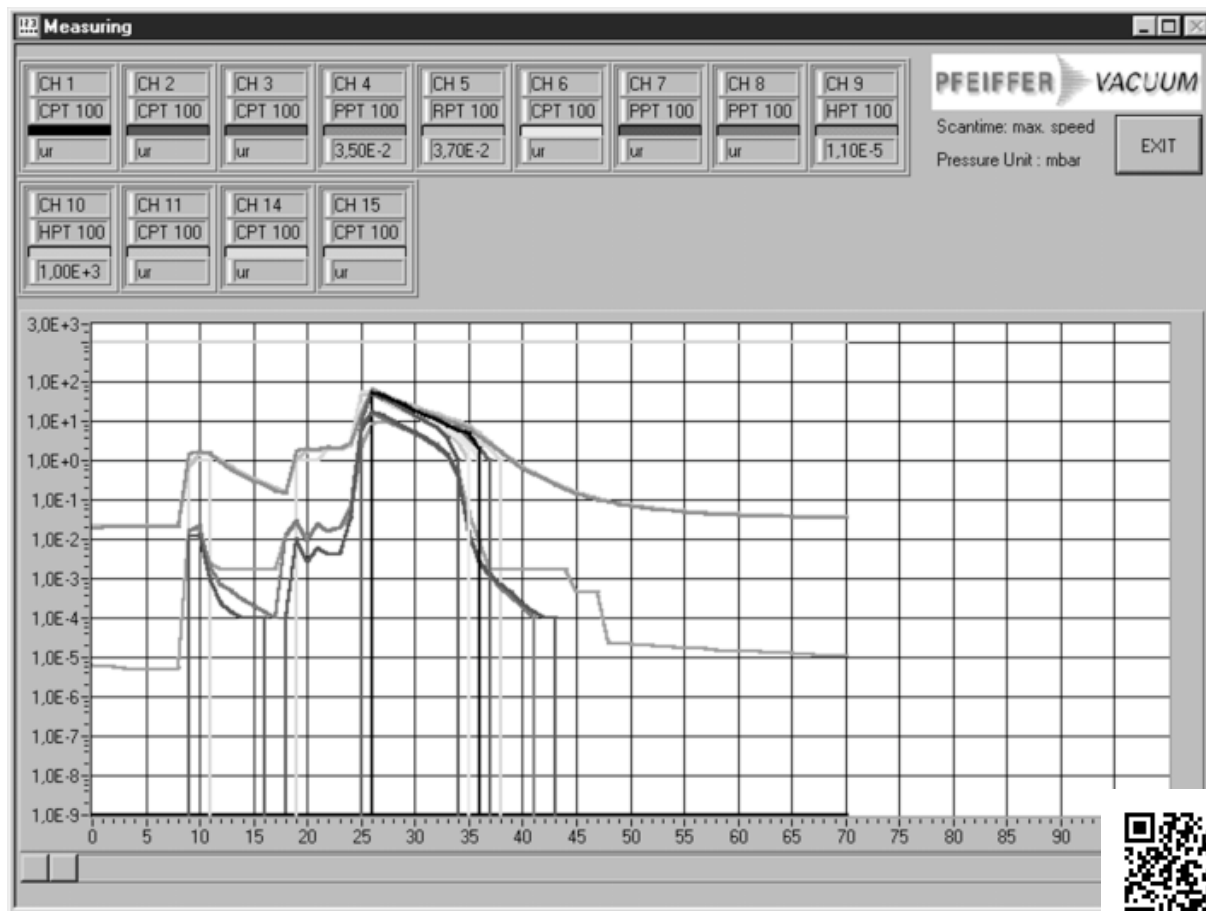 Measuring
CH 1 CH 2 CH 3 CH 4 CH 5 CH 6 CH 7 CH 8 CH 9
CPT 100 CPT 100 CPT 100 PPT 100 RPT 100 CPT 100 PPT 100 PPT 100 HPT 100
ur ur ur 3,50E-2 3,70E-2 ur ur ur 1,10E-5
PFEIFFER VACUUM
Scantime: max. speed
Pressure Unit : mbar
EXIT
CH 10 CH 11 CH 14 CH 15
HPT 100 CPT 100 CPT 100 CPT 100
1,00E+3 ur ur ur
3,0E+3
1,0E+2
1,0E+1
1,0E+0
1,0E-1
1,0E-2
1,0E-3
1,0E-4
1,0E-5
1,0E-6
1,0E-7
1,0E-8
1,0E-9
0 5 10 15 20 25 30 35 40 45 50 55 60 65 70 75 80 85 90